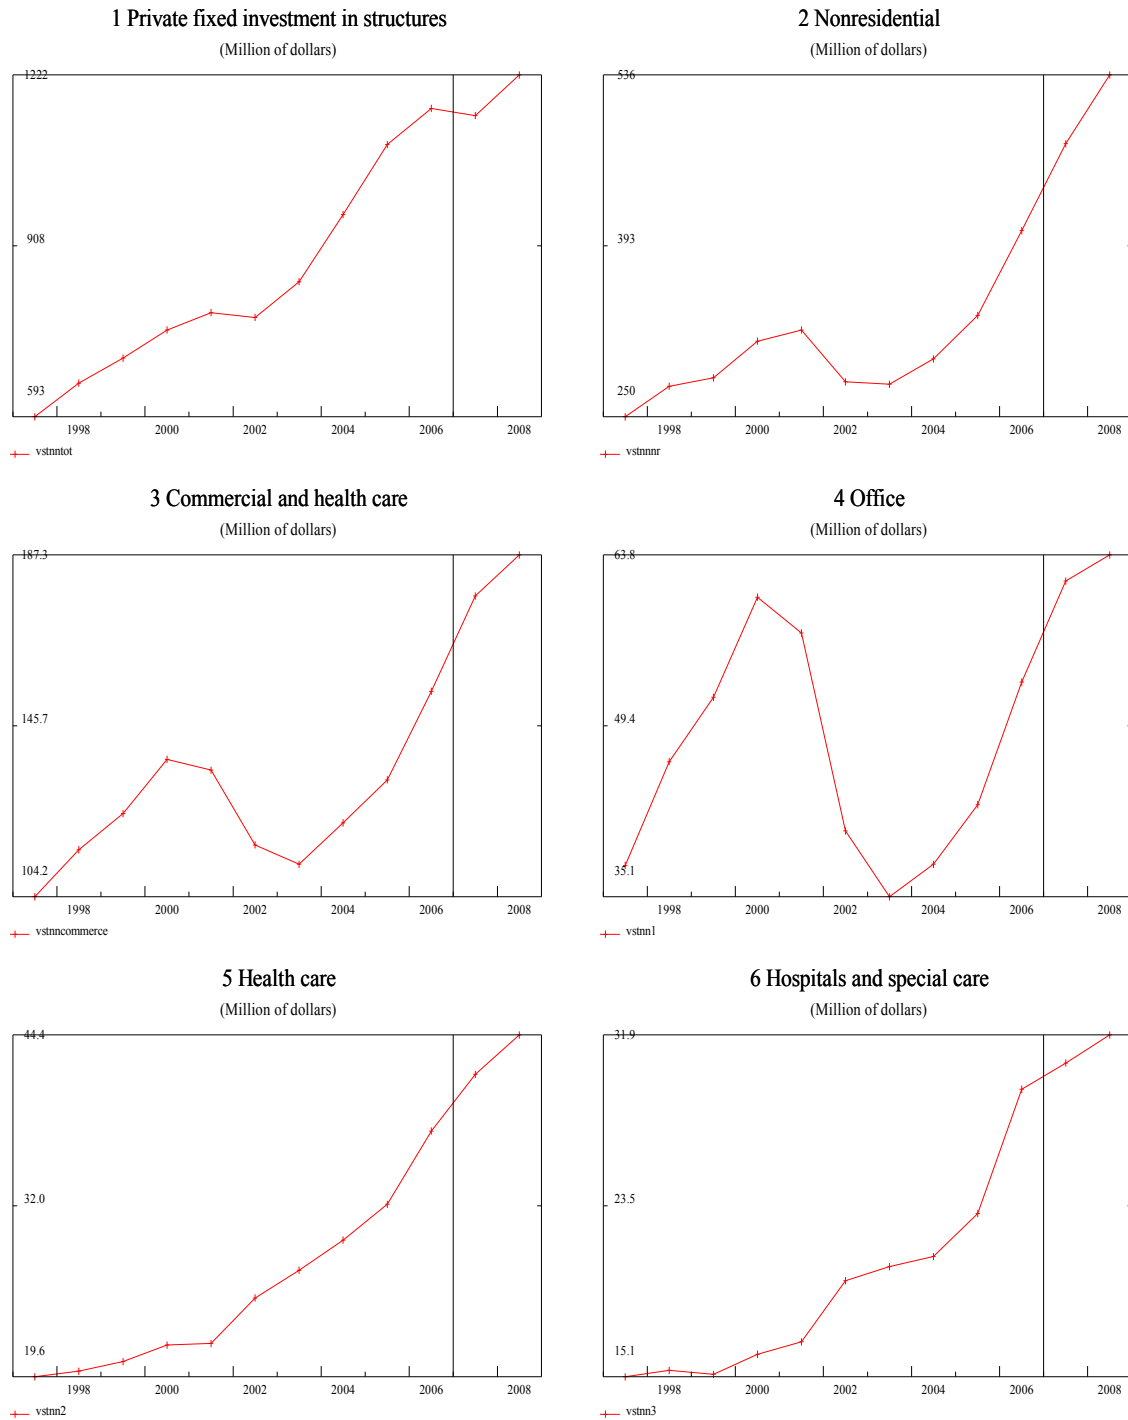 1 Private fixed investment in structures
(Million of dollars)
1222
908
593
1998 2000 2002 2004 2006 2008
vstnntot
2 Nonresidential
(Million of dollars)
536
393
250
1998 2000 2002 2004 2006 2008
vstnnnr
3 Commercial and health care
(Million of dollars)
187.3
145.7
104.2
1998 2000 2002 2004 2006 2008
vstnncommerce
4 Office
(Million of dollars)
63.8
49.4
35.1
1998 2000 2002 2004 2006 2008
vstnn1
5 Health care
(Million of dollars)
44.4
32.0
19.6
1998 2000 2002 2004 2006 2008
vstnn2
6 Hospitals and special care
(Million of dollars)
31.9
23.5
15.1
1998 2000 2002 2004 2006 2008
vstnn3